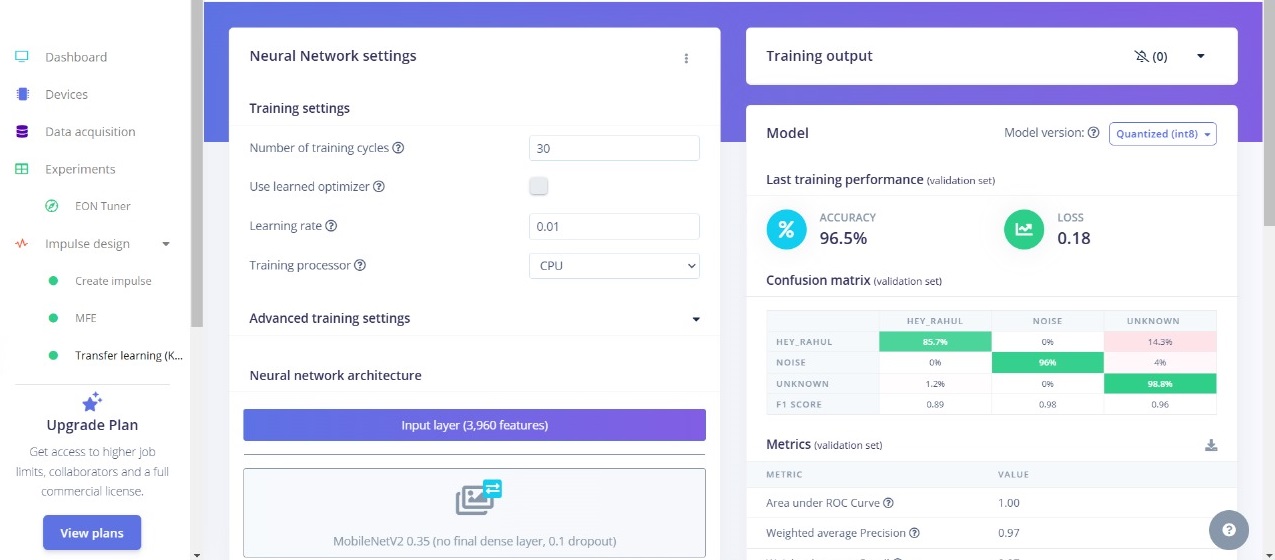 Dashboard
Devices
Data acquisition
Experiments
EON Tuner
Impulse design
Create impulse
MFE
Transfer learning (K...
Upgrade Plan
Get access to higher job
limits, collaborators and a full
commercial license.
View plans
Neural Network settings
Training settings
Number of training cycles ?
30
Use learned optimizer ?
Learning rate ?
0.01
Training processor ?
CPU
Advanced training settings
Neural network architecture
Input layer (3,960 features)
MobileNetV2 0.35 (no final dense layer, 0.1 dropout)
Training output
(0)
Model
Model version: ? Quantized (int8)
Last training performance (validation set)
%
ACCURACY
96.5%
LOSS
0.18
Confusion matrix (validation set)
HEY_RAHUL NOISE UNKNOWN
HEY_RAHUL 85.7% 0% 14.3%
NOISE 0% 96% 4%
UNKNOWN 1.2% 0% 98.8%
F1 SCORE 0.89 0.98 0.96
Metrics (validation set)
METRIC VALUE
Area under ROC Curve ? 1.00
Weighted average Precision ? 0.97
?